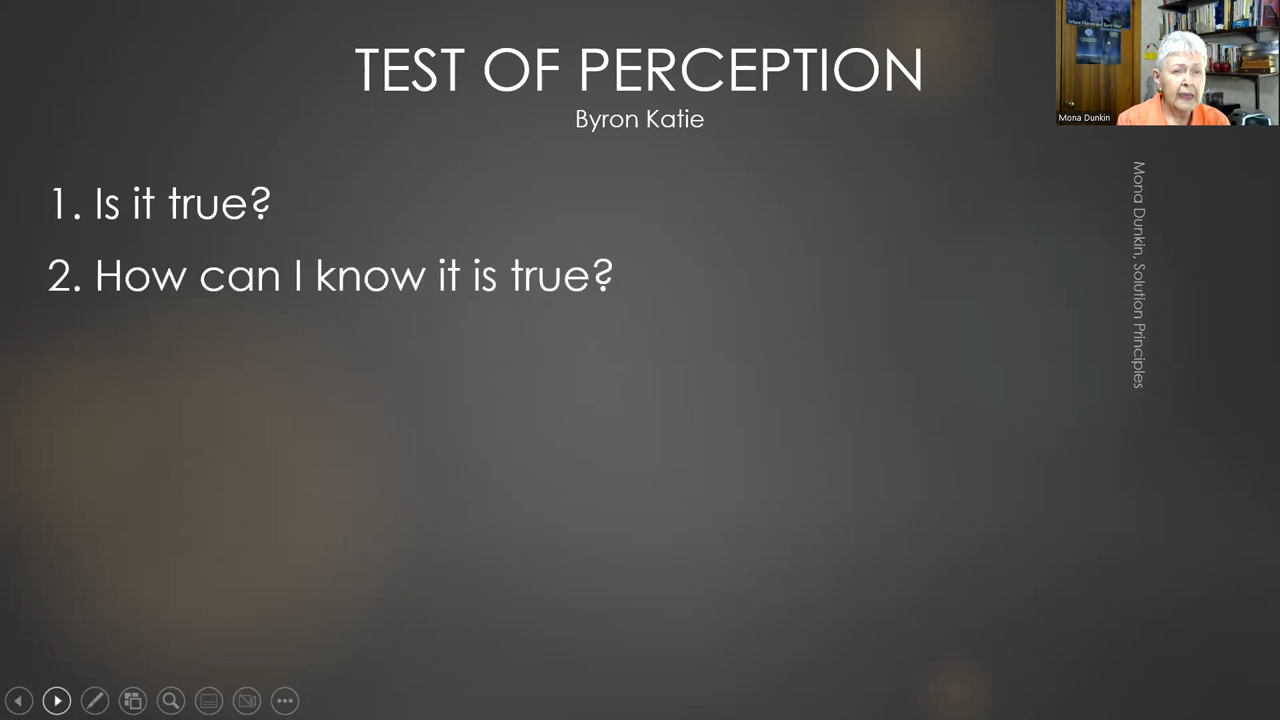 TEST OF PERCEPTION
Byron Katie
1. Is it true?
2. How can I know it is true?
Mona Dunkin
Mona Dunkin, Solution Principles